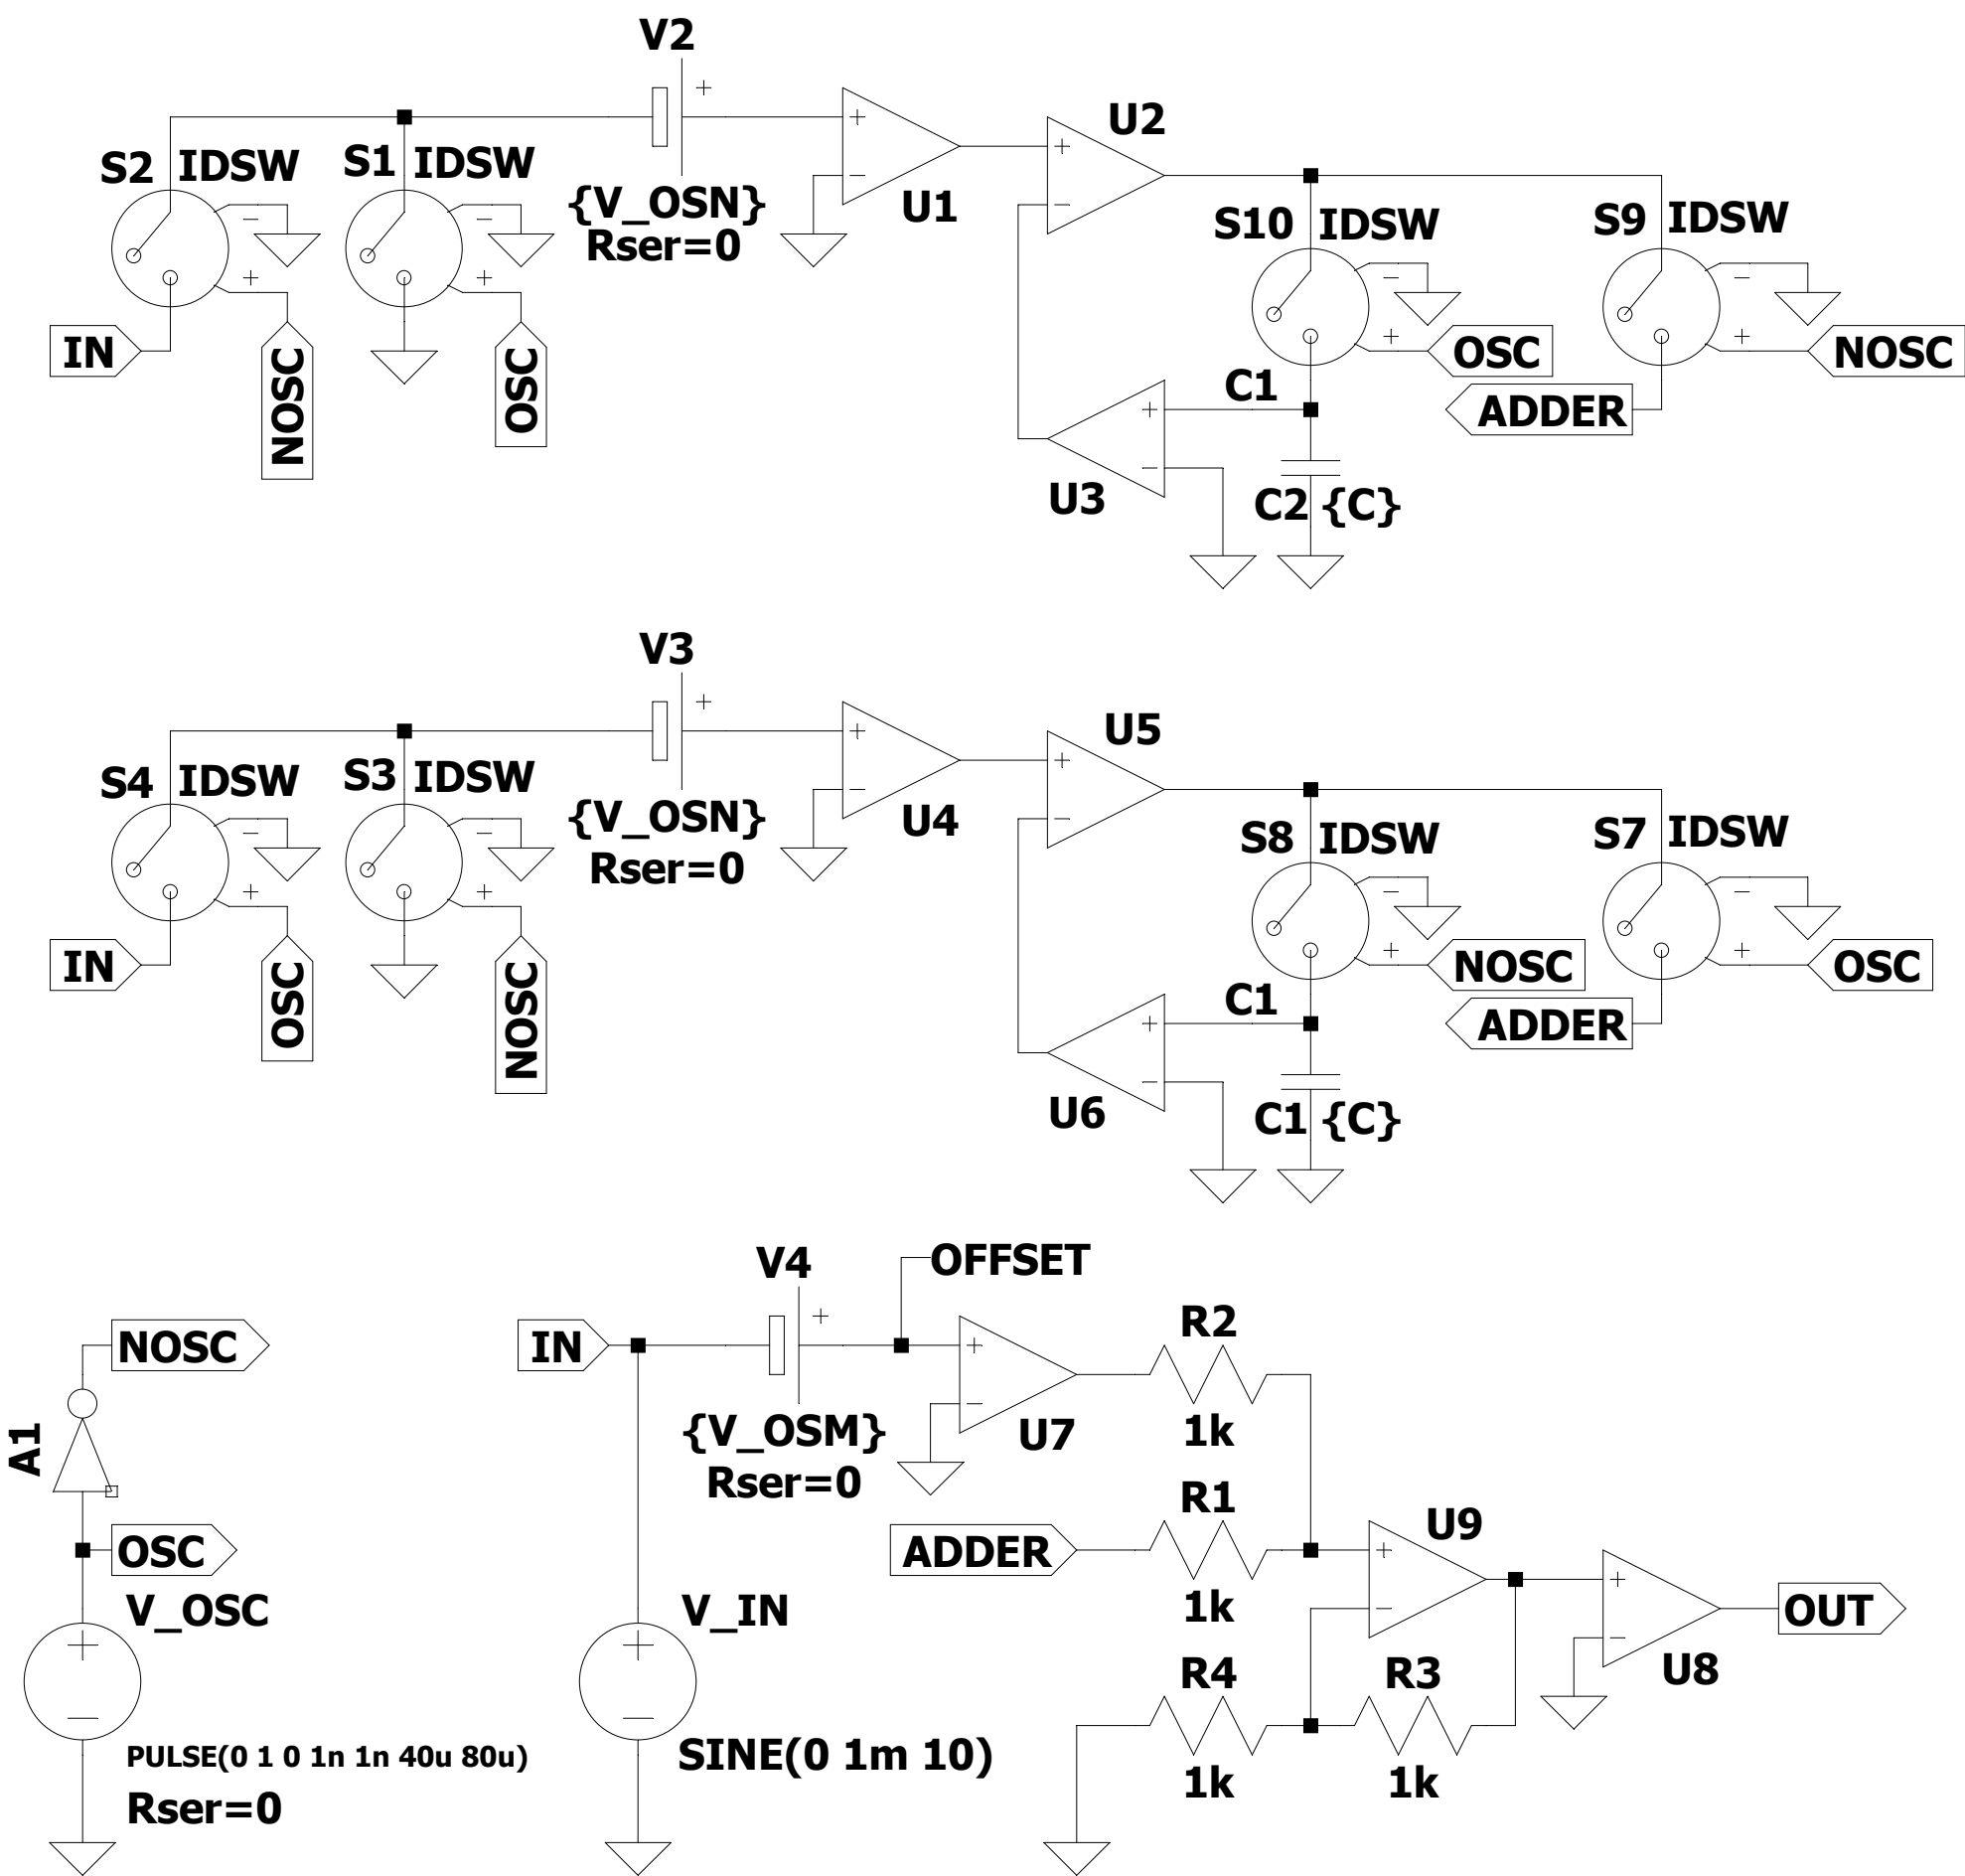 V2
+
S2 IDSW
S1 IDSW
{V_OSN}
Rser=0
+
−
U1
+
−
U2
−
+
−
+
IN
NOSC
OSC
S10 IDSW
S9 IDSW
−
+
−
+
OSC
NOSC
ADDER
C1
+
−
U3
C2 {C}
V3
+
S4 IDSW
S3 IDSW
{V_OSN}
Rser=0
+
−
U4
+
−
U5
−
+
−
+
IN
OSC
NOSC
S8 IDSW
S7 IDSW
−
+
−
+
NOSC
OSC
ADDER
C1
+
−
U6
C1 {C}
NOSC
A1
OSC
V_OSC
+
−
PULSE(0 1 0 1n 1n 40u 80u)
Rser=0
IN
V4
+
OFFSET
{V_OSM}
Rser=0
+
−
U7
R2
1k
ADDER
R1
1k
V_IN
+
−
SINE(0 1m 10)
+
−
U9
R4
1k
R3
1k
+
−
U8
OUT